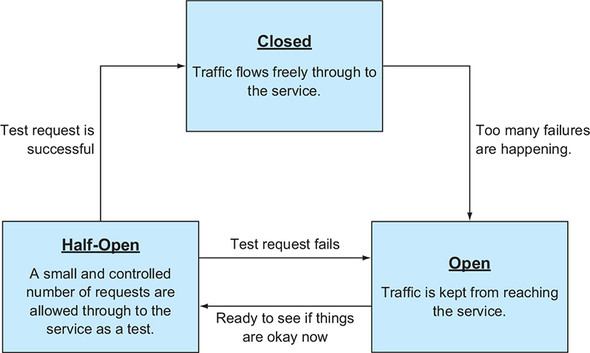 Closed
Traffic flows freely through to
the service.
Test request is
successful
Too many failures
are happening.
Half-Open
A small and controlled
number of requests are
allowed through to the
service as a test.
Test request fails
Ready to see if things
are okay now
Open
Traffic is kept from reaching
the service.